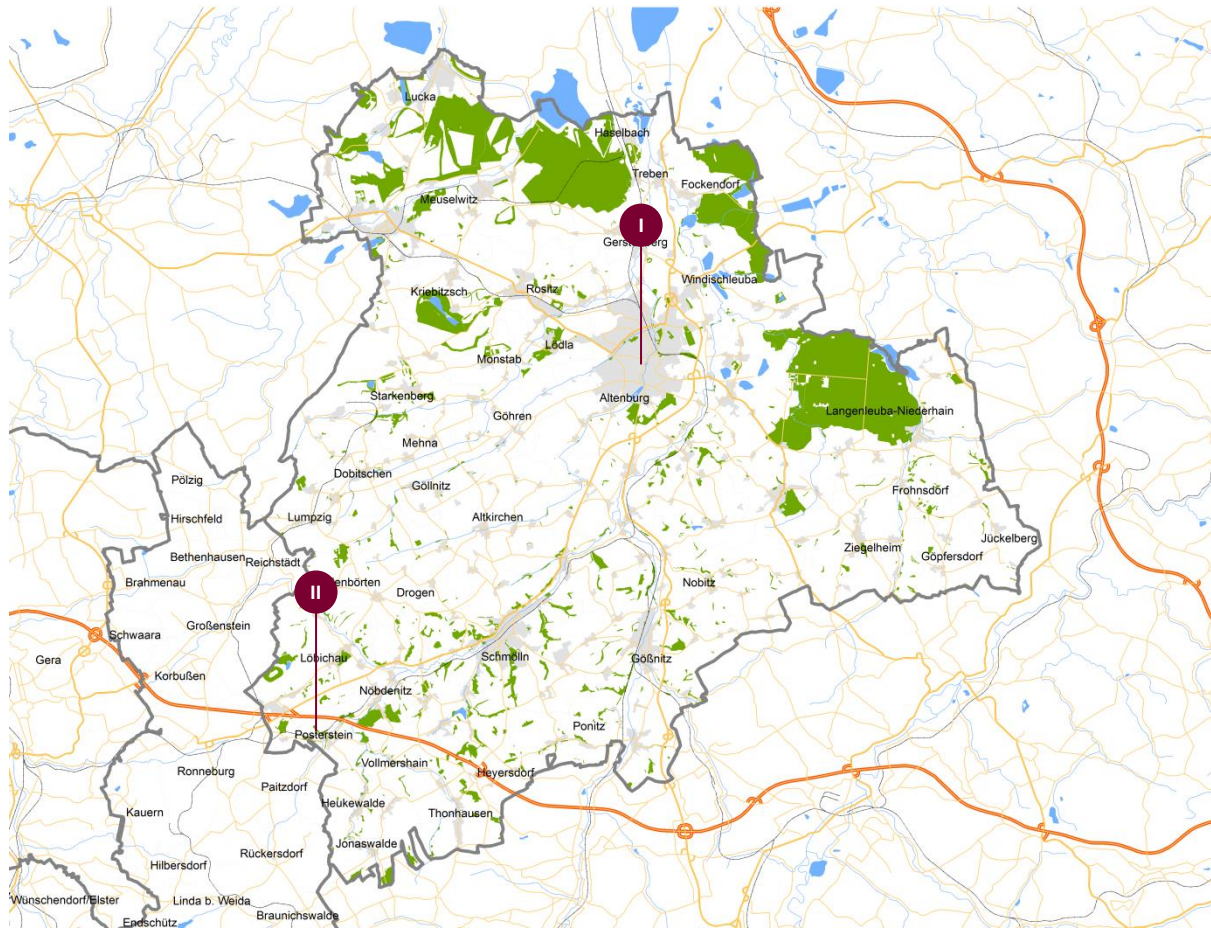 Lucka
Haselbach
Treben
Fockendorf
Meuselwitz
I
Windischleuba
Kriebitzsch
Rositz
Lödla
Monstab
Starkenberg
Altenburg
Langenleuba-Niederhain
Göhren
Mehna
Dobitschen
Göllnitz
Pölzig
Frohnsdorf
Hirschfeld
Lumpzig
Altkirchen
Jückelberg
Ziegelheim
Göpfersdorf
Bethenhausen
Reichstädt
Brahmenau
II
Drogen
Nobitz
Großenstein
Schwaara
Gera
Löbichau
Schmölln
Gößnitz
Korbußen
Nöbdenitz
Posterstein
Ponitz
Vollmershain
Heyersdorf
Ronneburg
Paitzdorf
Heukewalde
Thonhausen
Kauern
Jonaswalde
Rückersdorf
Hilbersdorf
Wünschendorf/Elster
Linda b. Weida
Braunichswalde
Endschütz